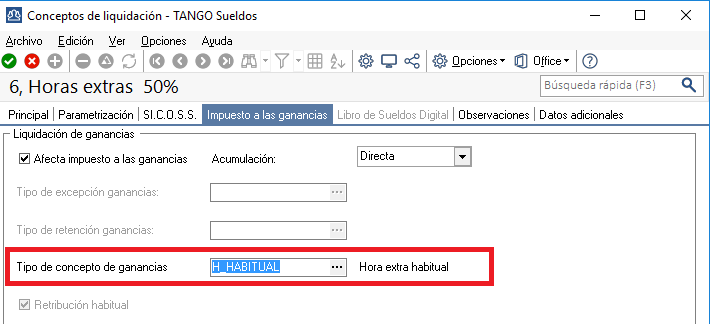 Conceptos de liquidación - TANGO Sueldos
Archivo Edición Ver Opciones Ayuda
Opciones Office
6, Horas extras 50%
Búsqueda rápida (F3)
Principal Parametrización SI.C.O.S.S. Impuesto a las ganancias Libro de Sueldos Digital Observaciones Datos adicionales
Liquidación de ganancias
Afecta impuesto a las ganancias Acumulación: Directa
Tipo de excepción ganancias:
Tipo de retención ganancias:
Tipo de concepto de ganancias H_HABITUAL Hora extra habitual
Retribución habitual